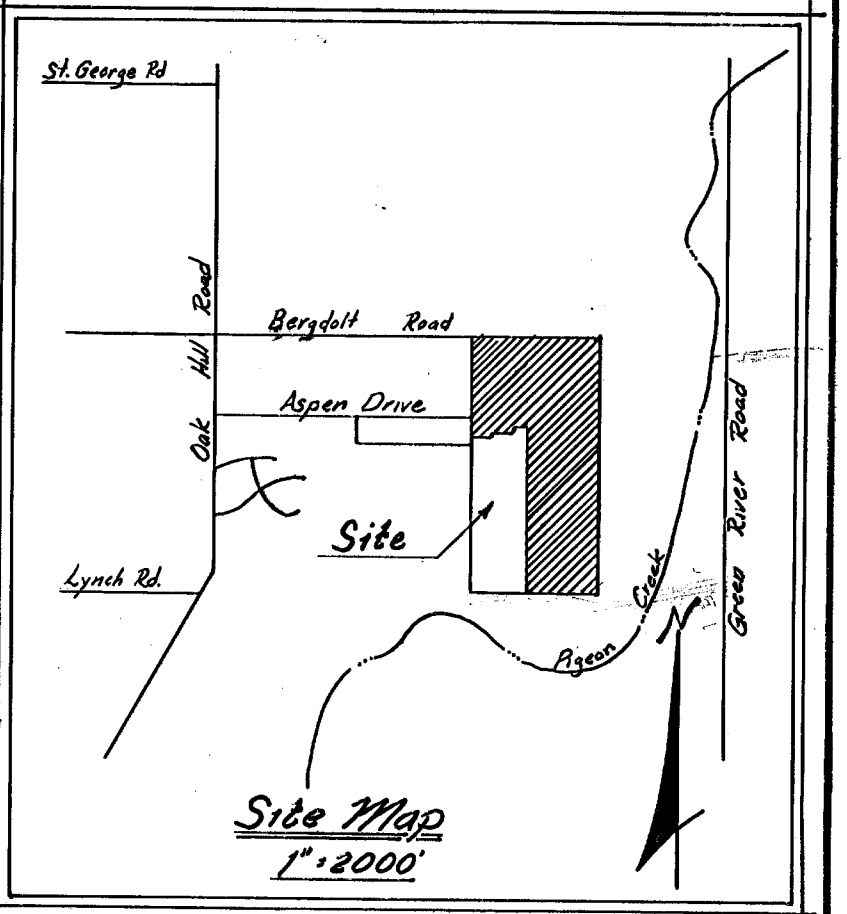 St. George Rd
Oak Hill Road
Bergdolt Road
Aspen Drive
Site
Lynch Rd.
Pigeon Creek
Green River Road
N
Site Map
1"=2000'